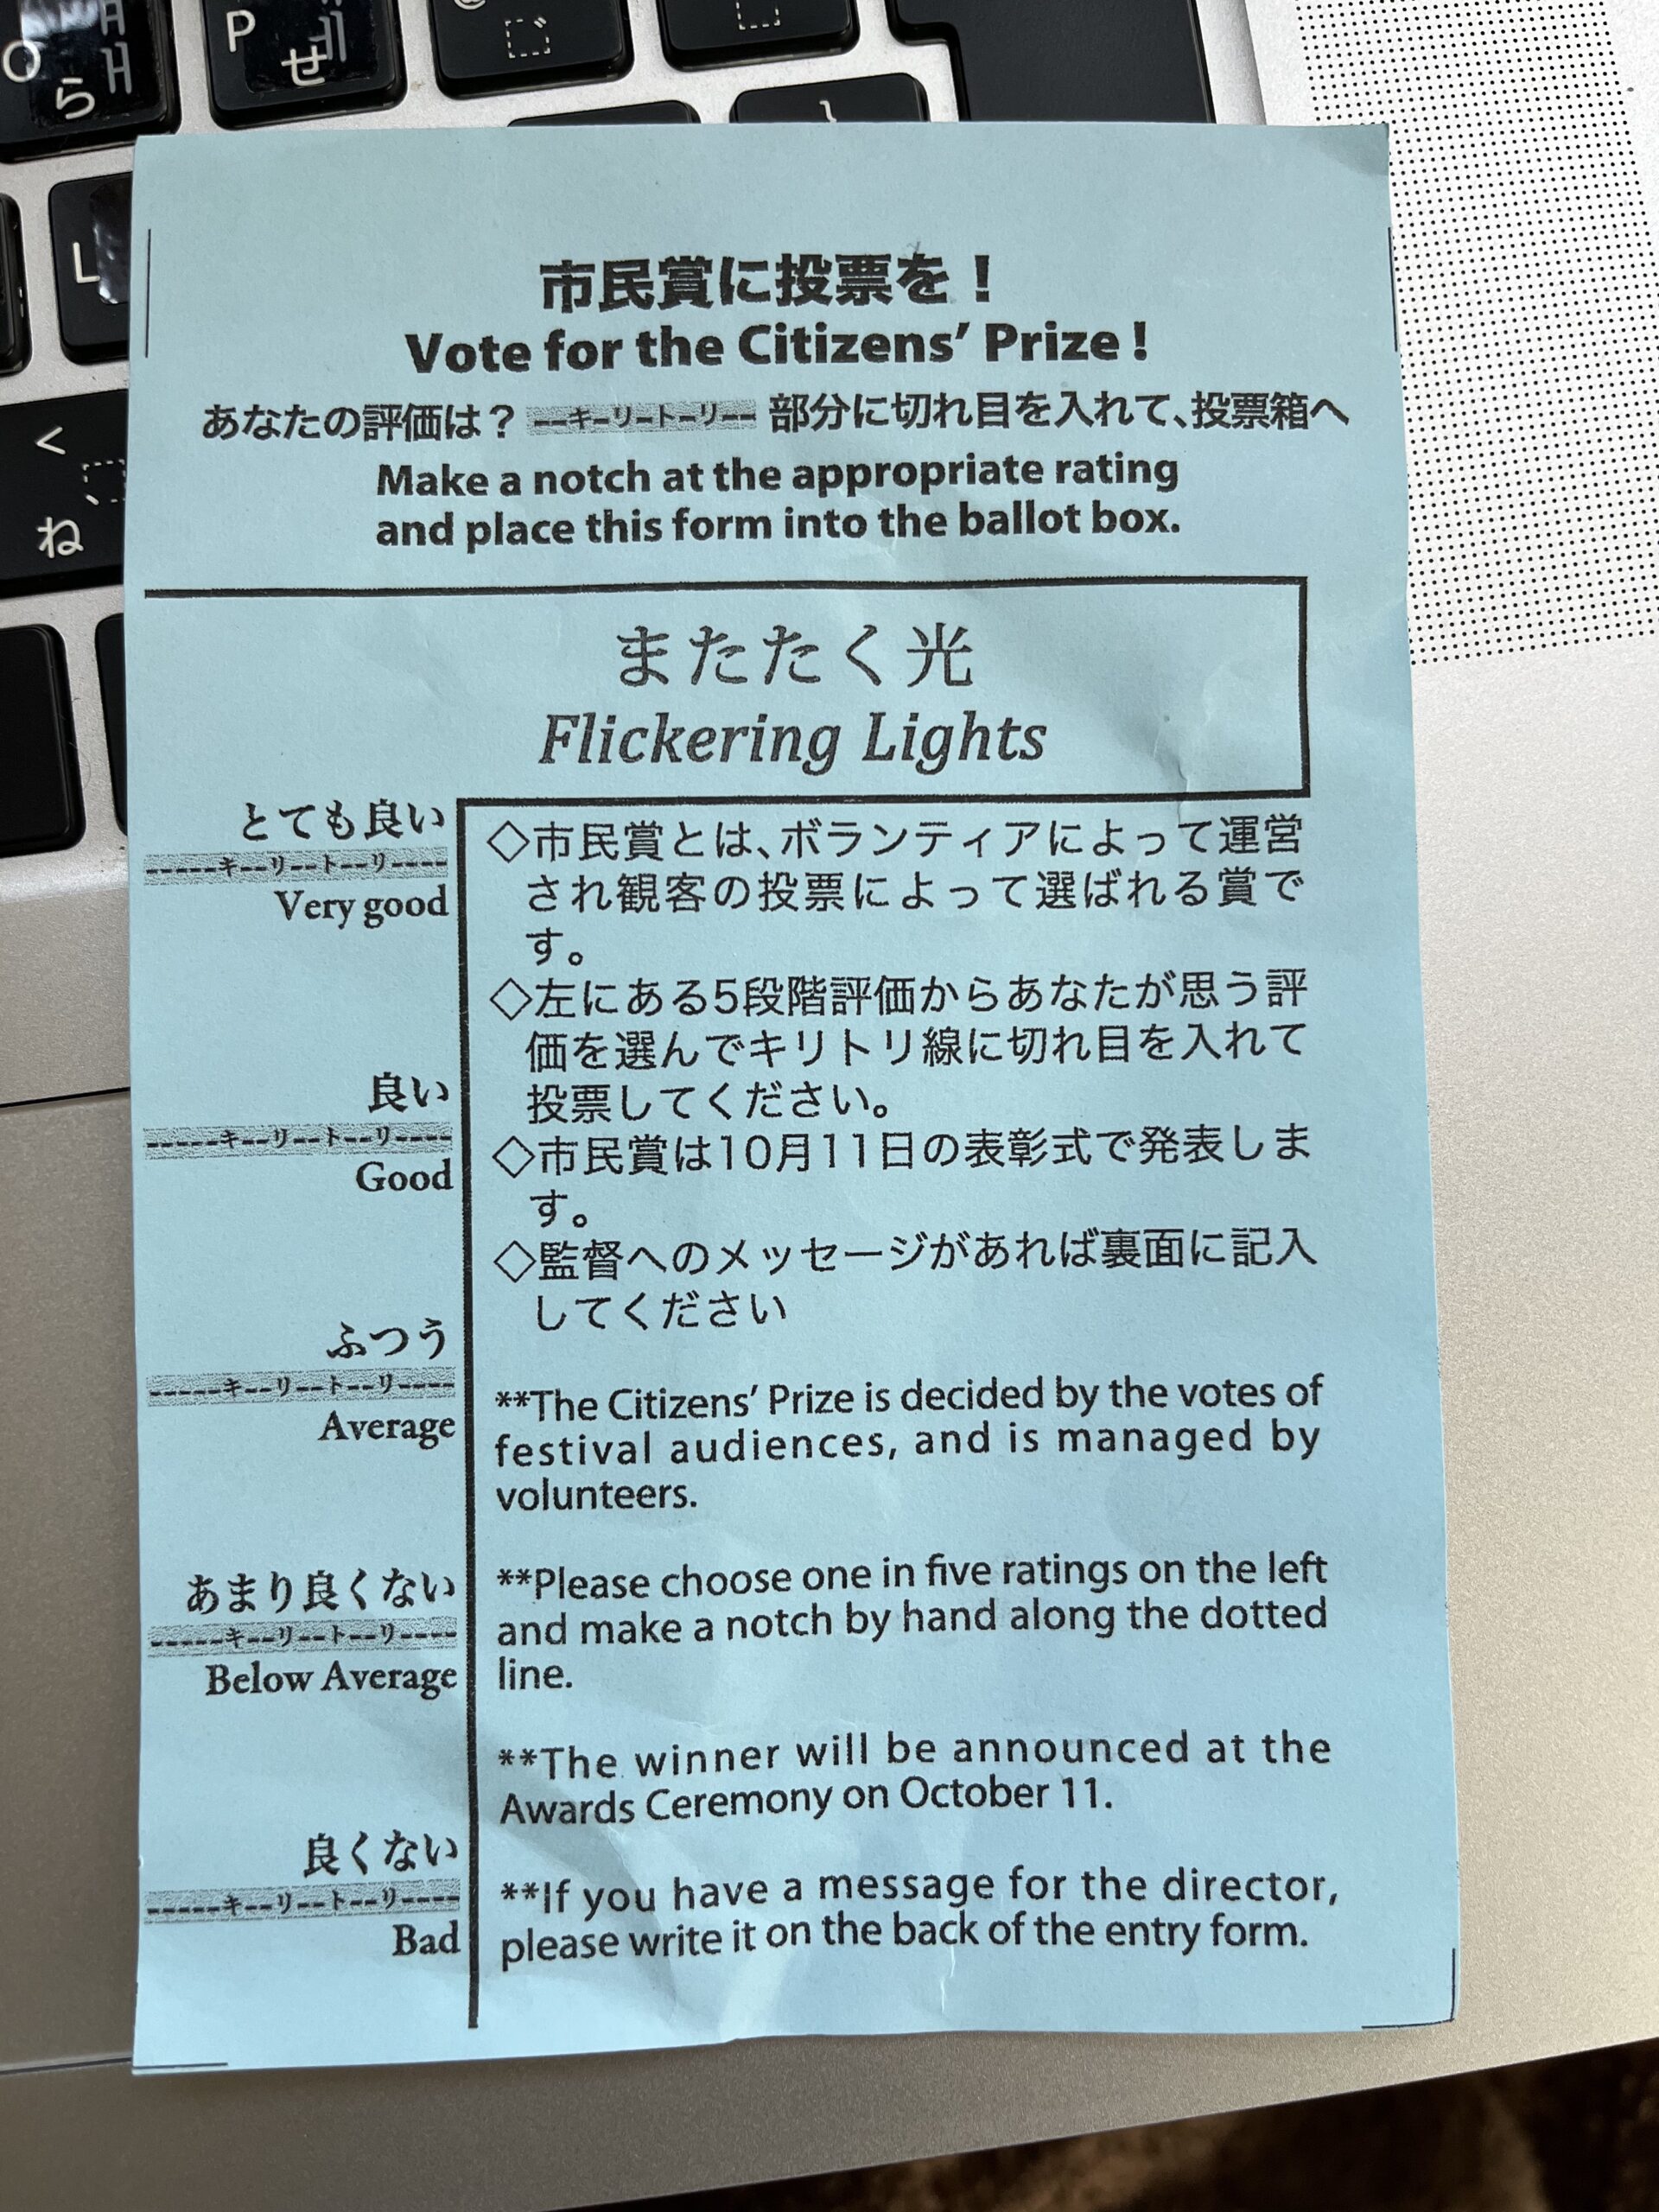 O
ら
ㅐ
ㅔ
P
せ
ㅖ
}
L
<
ね
市民賞に投票を！
Vote for the Citizens’ Prize !
あなたの評価は？ --キ-リ-ト-リ-- 部分に切れ目を入れて、投票箱へ
Make a notch at the appropriate rating
and place this form into the ballot box.
またたく光
Flickering Lights
とても良い
-----キ--リ--ト--リ----
Very good
良い
-----キ--リ--ト--リ----
Good
ふつう
-----キ--リ--ト--リ----
Average
あまり良くない
-----キ--リ--ト--リ----
Below Average
良くない
-----キ--リ--ト--リ----
Bad
◇市民賞とは、ボランティアによって運営
され観客の投票によって選ばれる賞で
す。
◇左にある5段階評価からあなたが思う評
価を選んでキリトリ線に切れ目を入れて
投票してください。
◇市民賞は10月11日の表彰式で発表しま
す。
◇監督へのメッセージがあれば裏面に記入
してください
**The Citizens’ Prize is decided by the votes of
festival audiences, and is managed by
volunteers.
**Please choose one in five ratings on the left
and make a notch by hand along the dotted
line.
**The winner will be announced at the
Awards Ceremony on October 11.
**If you have a message for the director,
please write it on the back of the entry form.